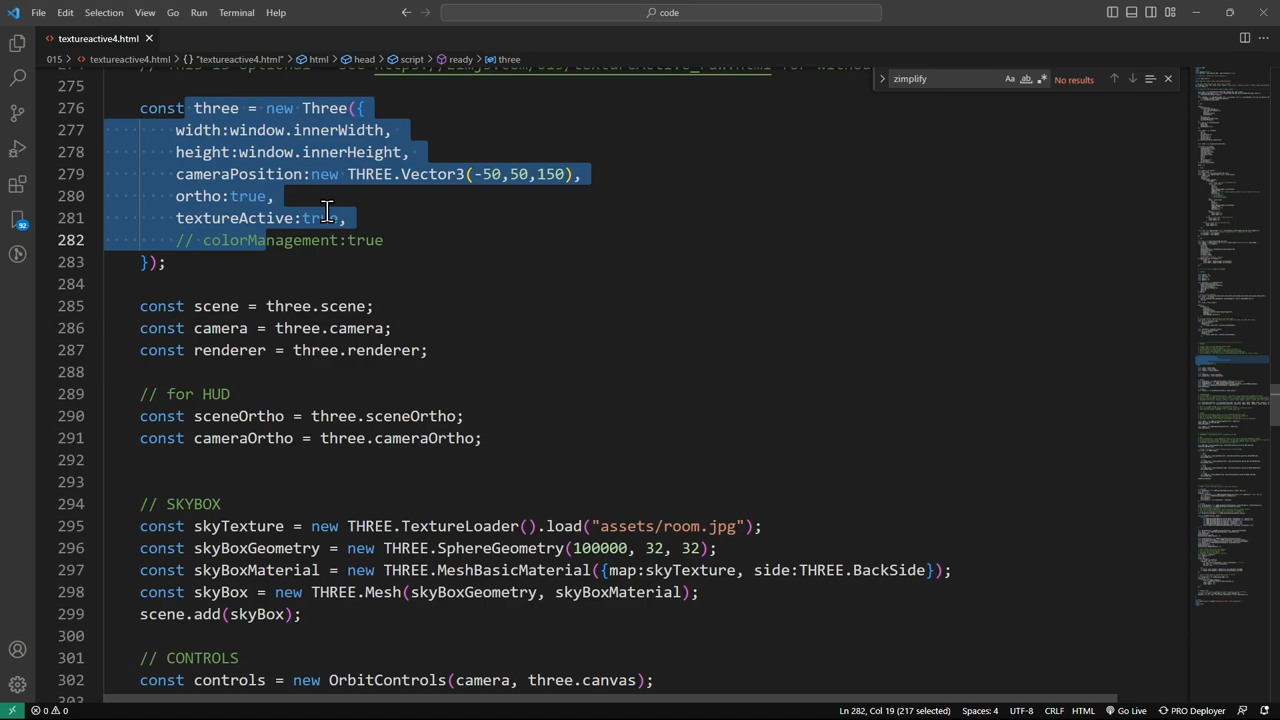 File Edit Selection View Go Run Terminal Help
code
textureactive4.html
015 > textureactive4.html > {} "textureactive4.html" > html > head > script > ready > three
zimplify
Aa ab .*
No results
275
276 const three = new Three({
277 width:window.innerWidth,
278 height:window.innerHeight,
279 cameraPosition:new THREE.Vector3(-50,50,150),
280 ortho:true,
281 textureActive:true,
282 // colorManagement:true
283 });
284
285 const scene = three.scene;
286 const camera = three.camera;
287 const renderer = three.renderer;
288
289 // for HUD
290 const sceneOrtho = three.sceneOrtho;
291 const cameraOrtho = three.cameraOrtho;
292
293
294 // SKYBOX
295 const skyTexture = new THREE.TextureLoader().load("assets/room.jpg");
296 const skyBoxGeometry = new THREE.SphereGeometry(100000, 32, 32);
297 const skyBoxMaterial = new THREE.MeshBasicMaterial({map:skyTexture, side:THREE.BackSide});
298 const skyBox = new THREE.Mesh(skyBoxGeometry, skyBoxMaterial);
299 scene.add(skyBox);
300
301 // CONTROLS
302 const controls = new OrbitControls(camera, three.canvas);
92
0 0
Ln 282, Col 19 (217 selected) Spaces: 4 UTF-8 CRLF HTML Go Live PRO Deployer